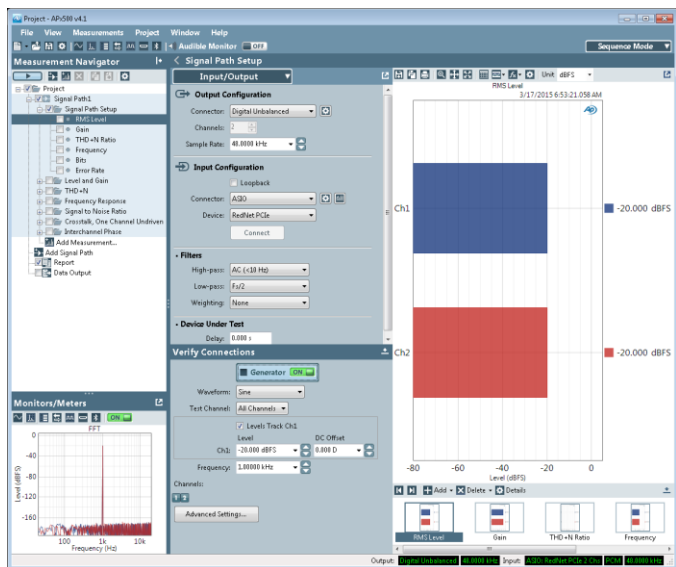 Project - APx500 v4.1
File View Measurements Project Window Help
Audible Monitor OFF
Sequence Mode
Measurement Navigator
Project
Signal Path1
Signal Path Setup
RMS Level
Gain
THD+N Ratio
Frequency
Bits
Error Rate
Level and Gain
THD+N
Frequency Response
Signal to Noise Ratio
Crosstalk, One Channel Undriven
Interchannel Phase
Add Measurement...
Add Signal Path
Report
Data Output
Monitors/Meters
ON
FFT
Level (dBFS)
0
-40
-80
-120
-160
100 1k 10k
Frequency (Hz)
Signal Path Setup
Input/Output
Output Configuration
Connector: Digital Unbalanced
Channels: 2
Sample Rate: 48.0000 kHz
Input Configuration
Loopback
Connector: ASIO
Device: RedNet PCIe
Connect
Filters
High-pass: AC (<10 Hz)
Low-pass: Fs/2
Weighting: None
Device Under Test
Delay: 0.000 s
Verify Connections
Generator ON
Waveform: Sine
Test Channel: All Channels
Levels Track Ch1
Level DC Offset
Ch1: -20.000 dBFS 0.000 D
Frequency: 1.00000 kHz
Channels:
1 2
Advanced Settings...
Unit dBFS
RMS Level
3/17/2015 6:53:21.058 AM
Ch1
-20.000 dBFS
Ch2
-20.000 dBFS
-80 -60 -40 -20 0
Level (dBFS)
Add Delete Details
RMS Level Gain THD+N Ratio Frequency
Output: Digital Unbalanced 48.0000 kHz Input: ASIO: RedNet PCIe 2 Chs PCM 48.0000 kHz